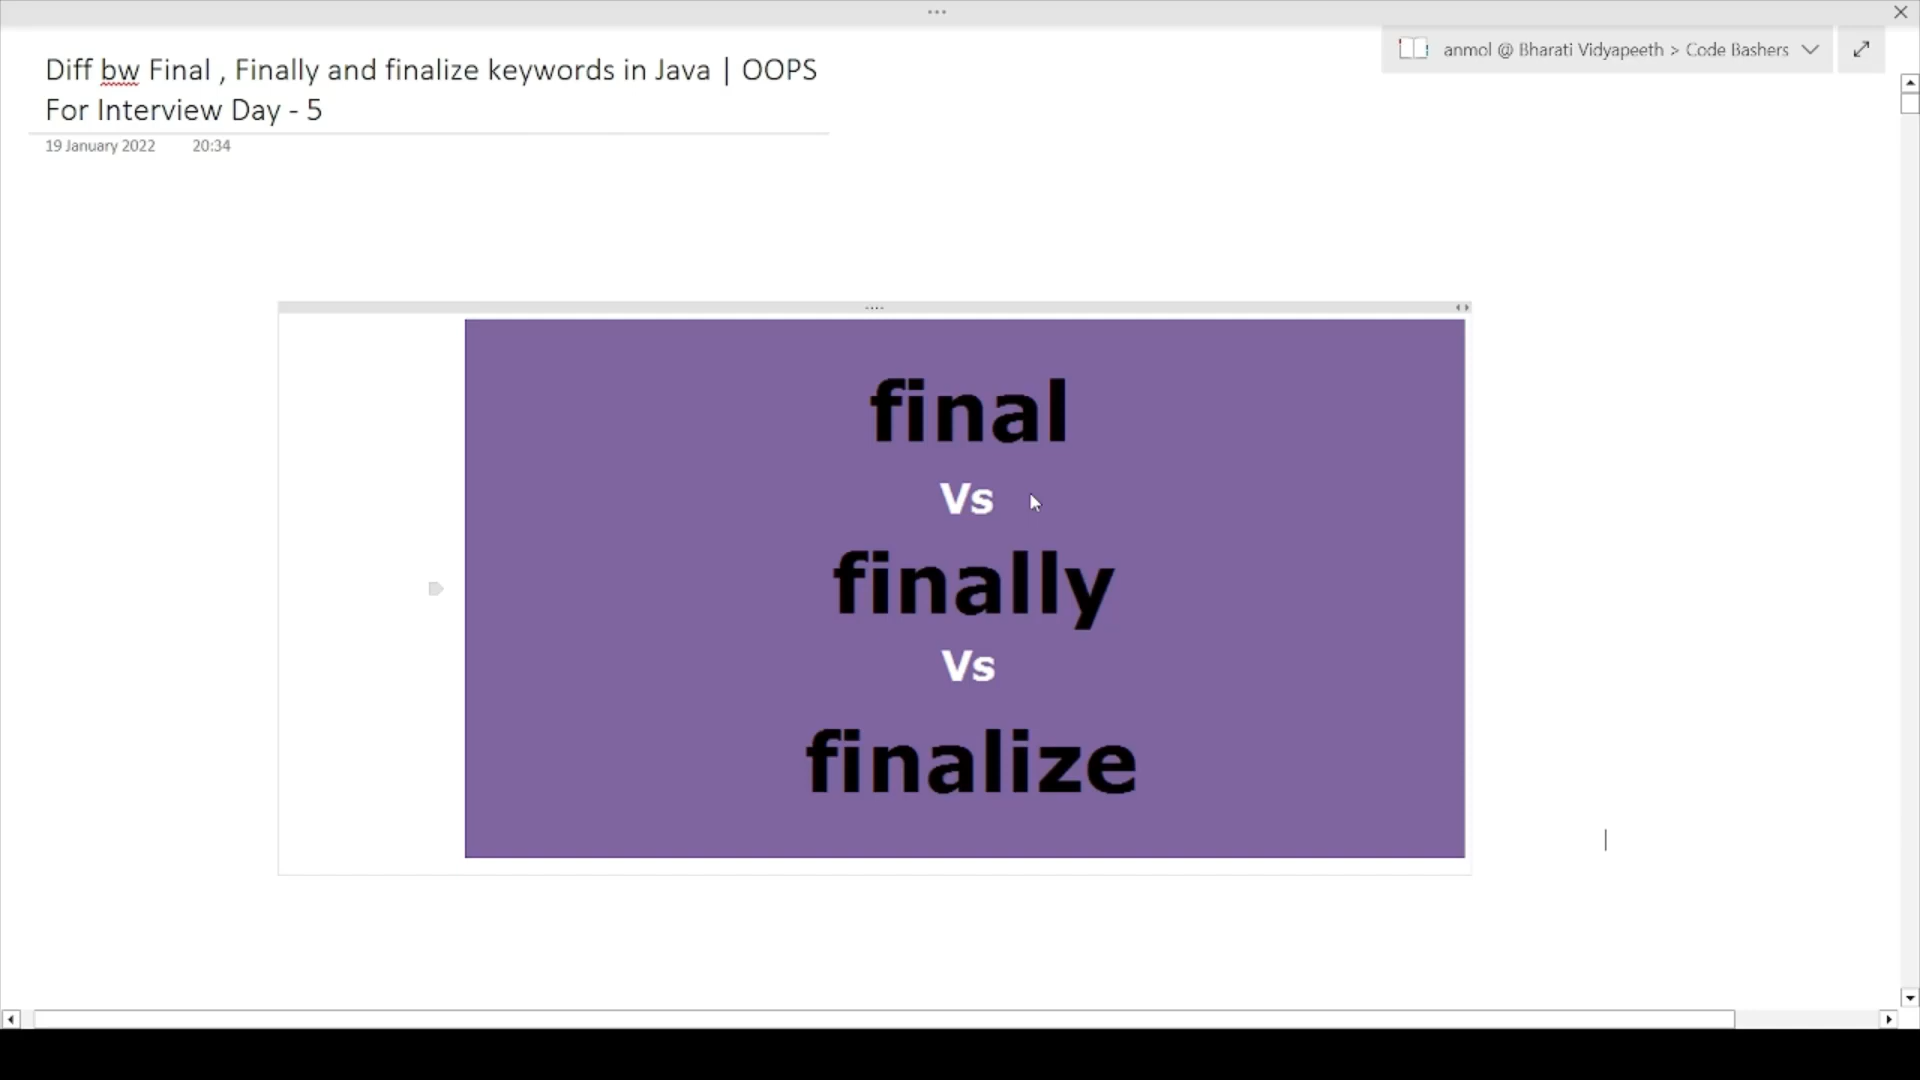 anmol @ Bharati Vidyapeeth > Code Bashers
Diff bw Final , Finally and finalize keywords in Java | OOPS
For Interview Day - 5
19 January 2022 20:34
final
Vs
finally
Vs
finalize